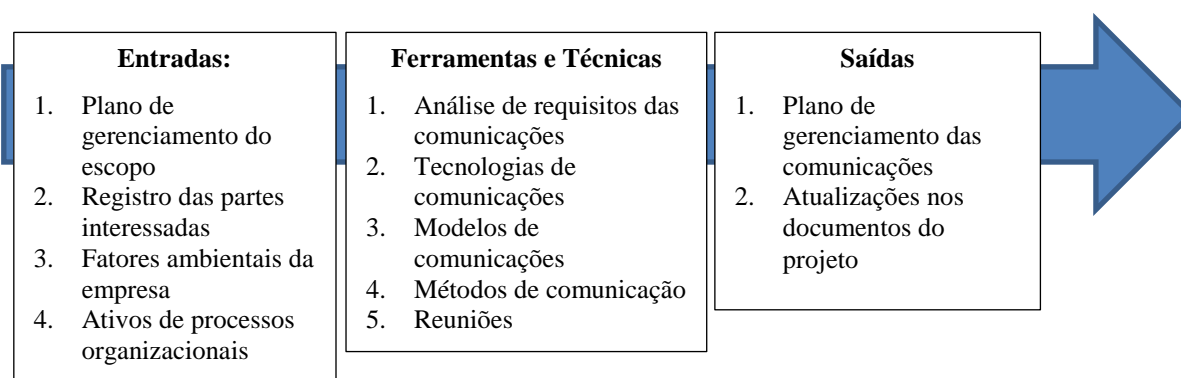 Entradas:
1. Plano de
gerenciamento do
escopo
2. Registro das partes
interessadas
3. Fatores ambientais da
empresa
4. Ativos de processos
organizacionais
Ferramentas e Técnicas
1. Análise de requisitos das
comunicações
2. Tecnologias de
comunicações
3. Modelos de
comunicações
4. Métodos de comunicação
5. Reuniões
Saídas
1. Plano de
gerenciamento das
comunicações
2. Atualizações nos
documentos do
projeto